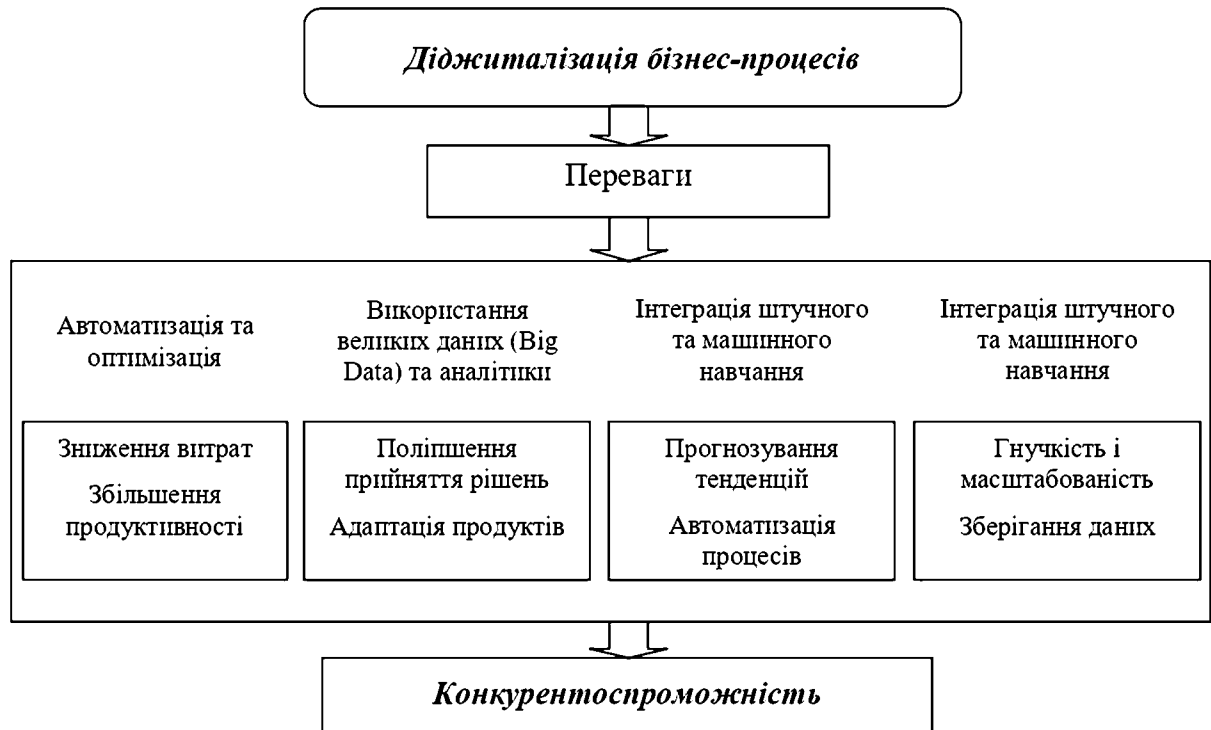 Діджиталізація бізнес-процесів
Переваги
Автоматизація та
оптимізація
Використання
великих даних (Big
Data) та аналітики
Інтеграція штучного
та машинного
навчання
Інтеграція штучного
та машинного
навчання
Зниження витрат
Збільшення
продуктивності
Поліпшення
прийняття рішень
Адаптація продуктів
Прогнозування
тенденцій
Автоматизація
процесів
Гнучкість і
масштабованість
Зберігання даних
Конкурентоспроможність